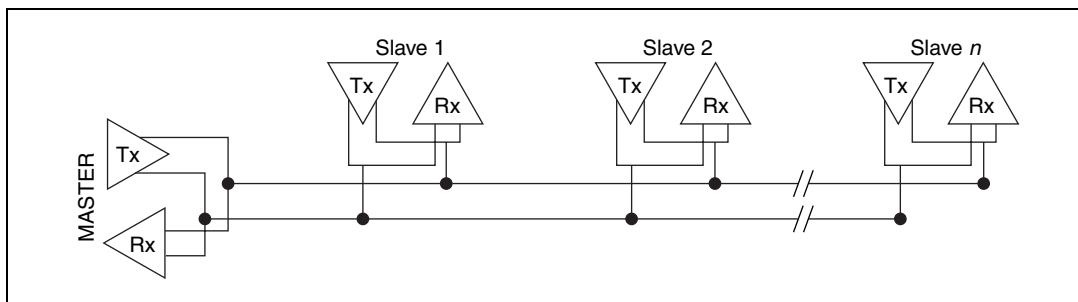 Slave 1
Slave 2
Slave n
Tx
Rx
Tx
Rx
Tx
Rx
MASTER
Tx
Rx